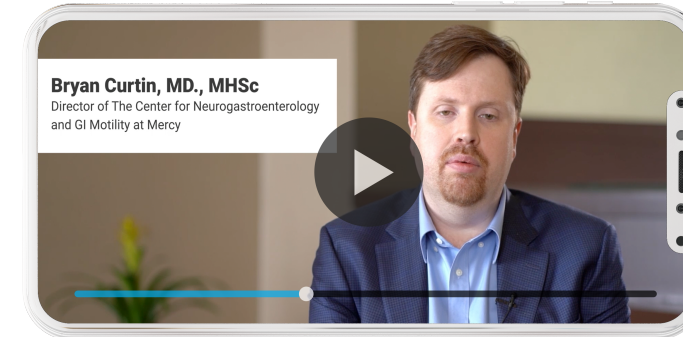 Bryan Curtin, MD., MHSc
Director of The Center for Neurogastroenterology
and GI Motility at Mercy